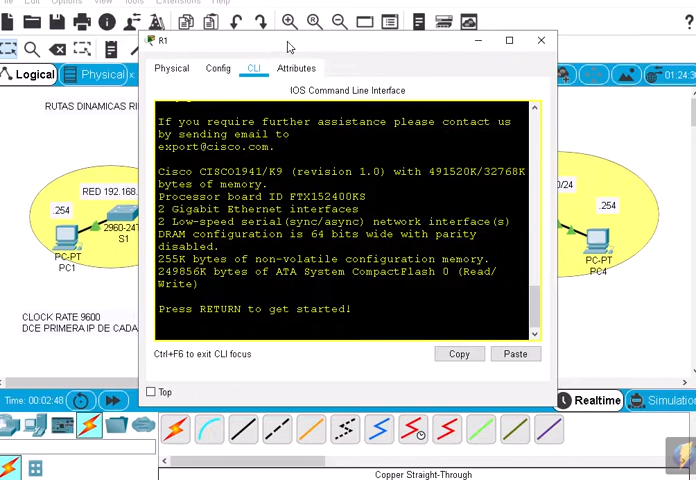 File Edit Options View Tools Extensions Window Help
R1
Logical
Physical
Physical
Config
CLI
Attributes
01:24:3
IOS Command Line Interface
RUTAS DINAMICAS RI
If you require further assistance please contact us
by sending email to
export@cisco.com.
Cisco CISCO1941/K9 (revision 1.0) with 491520K/32768K
bytes of memory.
Processor board ID FTX152400KS
2 Gigabit Ethernet interfaces
2 Low-speed serial(sync/async) network interface(s)
DRAM configuration is 64 bits wide with parity
disabled.
255K bytes of non-volatile configuration memory.
249856K bytes of ATA System CompactFlash 0 (Read/
Write)
Press RETURN to get started!
RED 192.168.
.254
2960-24T
S1
PC-PT
PC1
0/24
.254
PC-PT
PC4
CLOCK RATE 9600
DCE PRIMERA IP DE CADA
Ctrl+F6 to exit CLI focus
Copy
Paste
Top
Time: 00:02:48
Realtime
Simulation
Copper Straight-Through